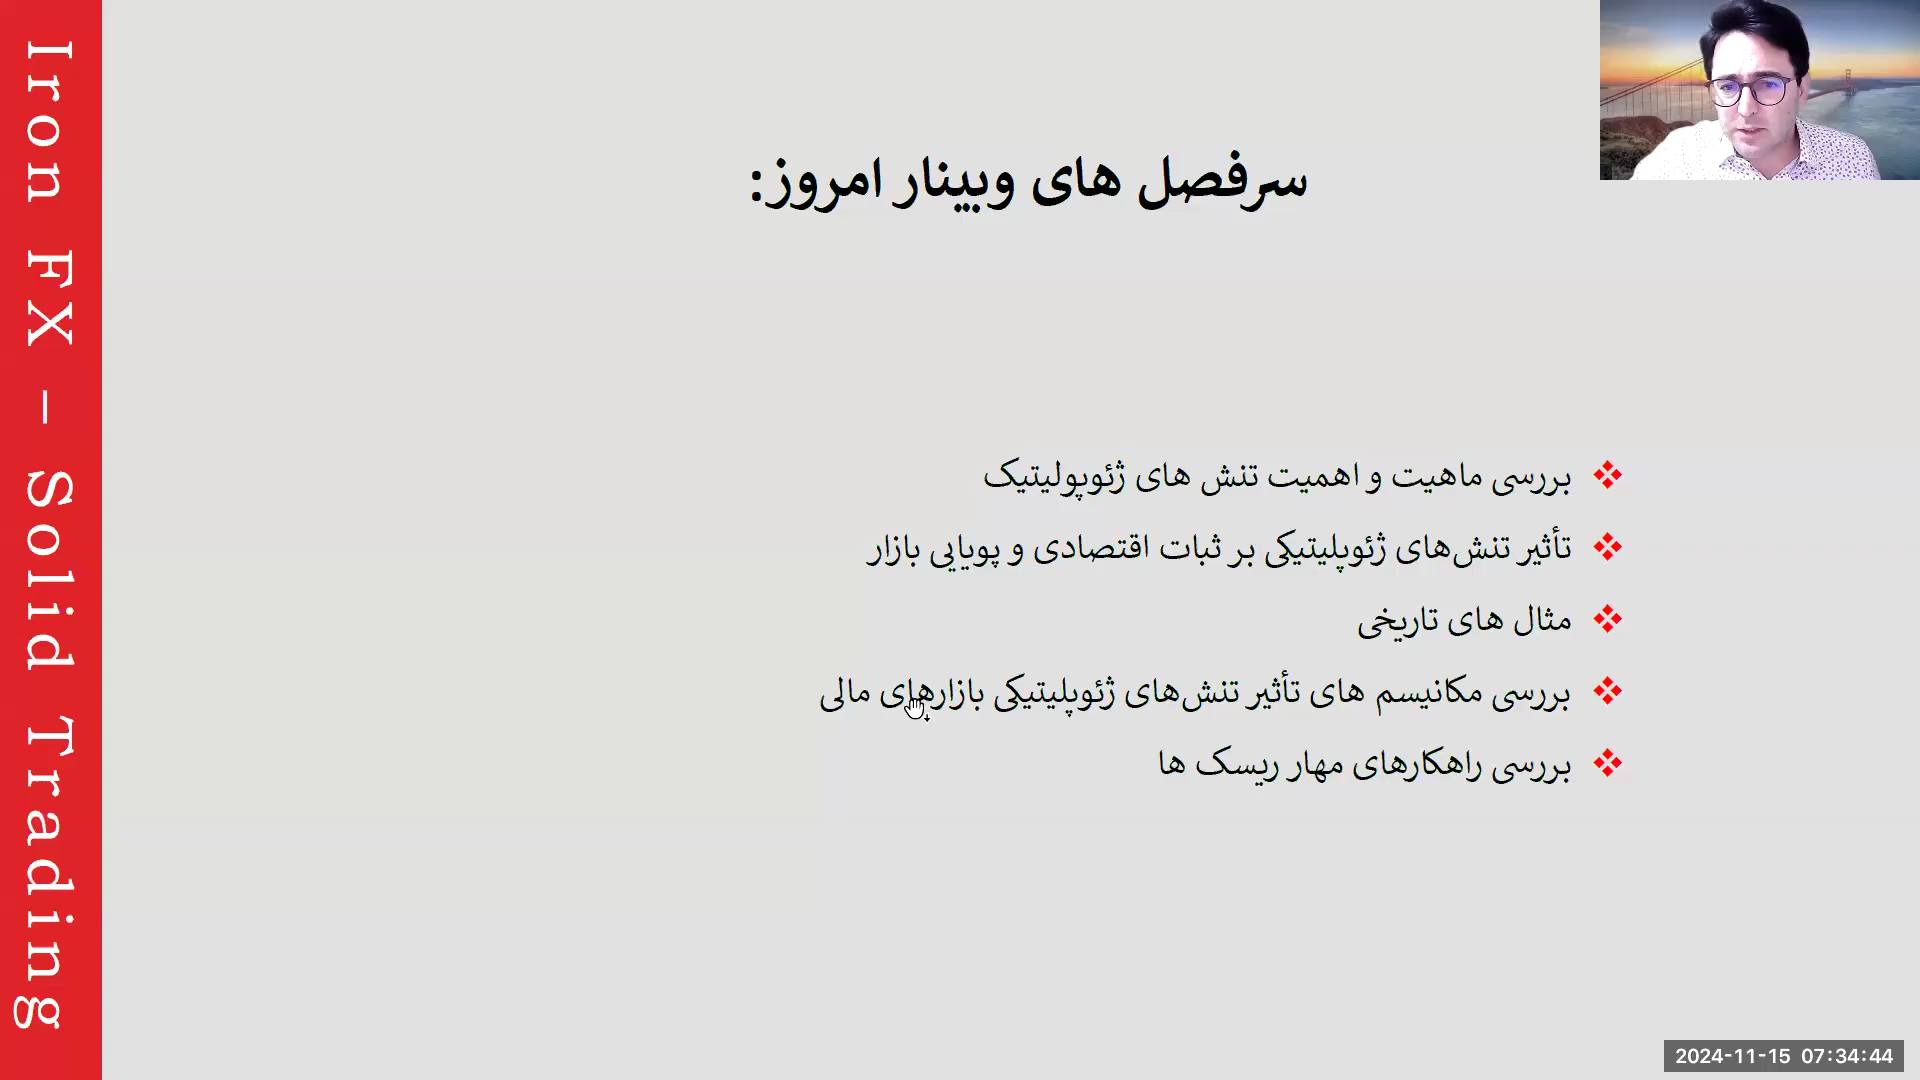 Iron FX – Solid Trading
سرفصل های وبینار امروز:
بررسی ماهیت و اهمیت تنش های ژئوپولیتیک
تأثیر تنش‌های ژئوپلیتیکی بر ثبات اقتصادی و پویایی بازار
مثال های تاریخی
بررسی مکانیسم های تأثیر تنش‌های ژئوپلیتیکی بازارهای مالی
بررسی راهکارهای مهار ریسک ها
2024-11-15 07:34:44